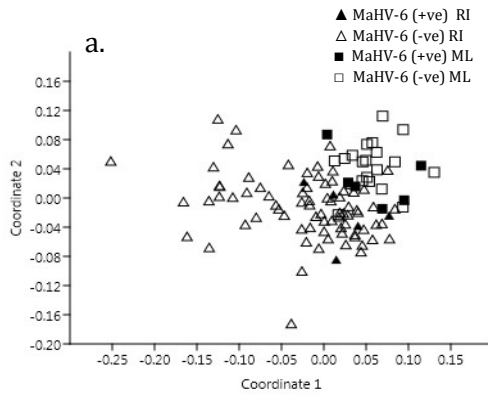 a.
▲ MaHV-6 (+ve) RI
△ MaHV-6 (-ve) RI
■ MaHV-6 (+ve) ML
□ MaHV-6 (-ve) ML
Coordinate 2
0.16
0.12
0.08
0.04
0.00
-0.04
-0.08
-0.12
-0.16
-0.20
-0.25 -0.20 -0.15 -0.10 -0.05 0.00 0.05 0.10 0.15
Coordinate 1